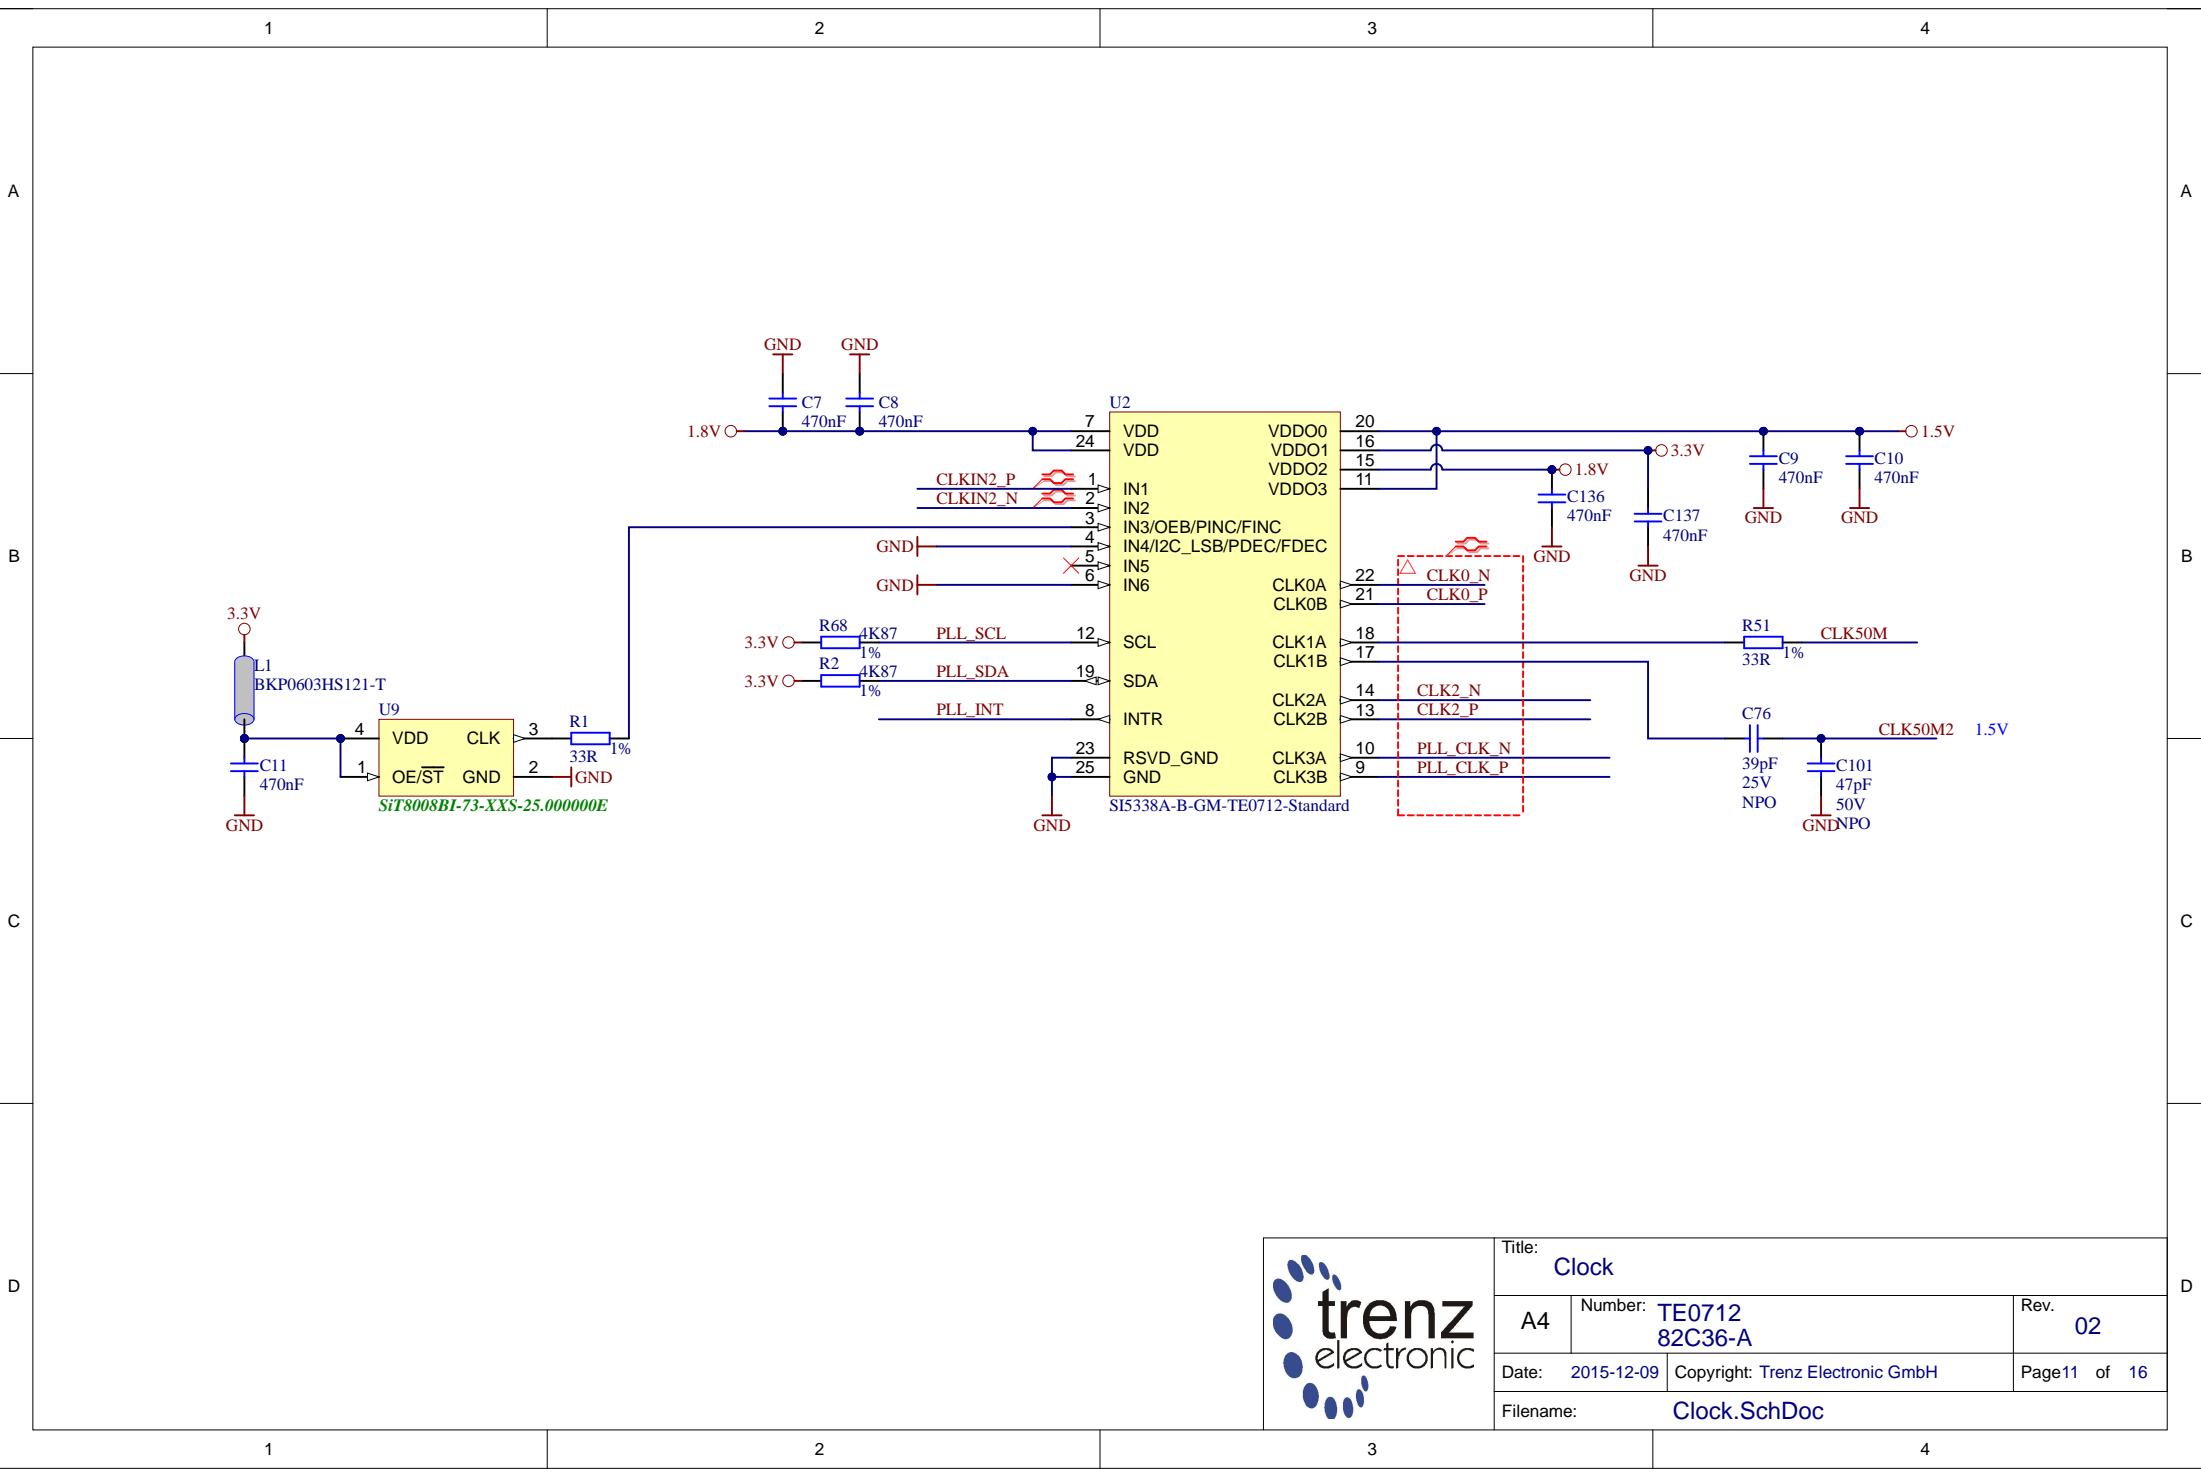 1 2 3 4
A A
B B
C C
D D
GND GND
C7 470nF
C8 470nF
1.8V
U2
7 VDD
24 VDD
CLKIN2_P 1 IN1
CLKIN2_N 2 IN2
3 IN3/OEB/PINC/FINC
GND 4 IN4/I2C_LSB/PDEC/FDEC
5 IN5
GND 6 IN6
3.3V R68 4K87 1% PLL_SCL 12 SCL
3.3V R2 4K87 1% PLL_SDA 19 SDA
PLL_INT 8 INTR
23 RSVD_GND
25 GND
GND
VDDO0 20
VDDO1 16
VDDO2 15
VDDO3 11
CLK0A 22 CLK0_N
CLK0B 21 CLK0_P
CLK1A 18
CLK1B 17
CLK2A 14 CLK2_N
CLK2B 13 CLK2_P
CLK3A 10 PLL_CLK_N
CLK3B 9 PLL_CLK_P
SI5338A-B-GM-TE0712-Standard
1.5V
3.3V
1.8V
C9 470nF GND
C10 470nF GND
C136 470nF GND
C137 470nF GND
R51 33R 1% CLK50M
C76 39pF 25V NPO
CLK50M2 1.5V
C101 47pF 50V NPO
GND
3.3V
L1
BKP0603HS121-T
C11 470nF
GND
U9
4 VDD CLK 3
1 OE/ST GND 2
GND
SiT8008BI-73-XXS-25.000000E
R1 33R 1%
trenz
electronic
Title:
Clock
A4
Number: TE0712
82C36-A
Rev.
02
Date: 2015-12-09
Copyright: Trenz Electronic GmbH
Page11 of 16
Filename: Clock.SchDoc
1 2 3 4